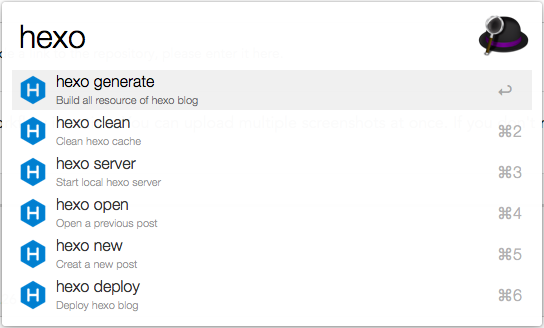 hexo
hexo generate
Build all resource of hexo blog
↩
hexo clean
Clean hexo cache
⌘2
hexo server
Start local hexo server
⌘3
hexo open
Open a previous post
⌘4
hexo new
Creat a new post
⌘5
hexo deploy
Deploy hexo blog
⌘6